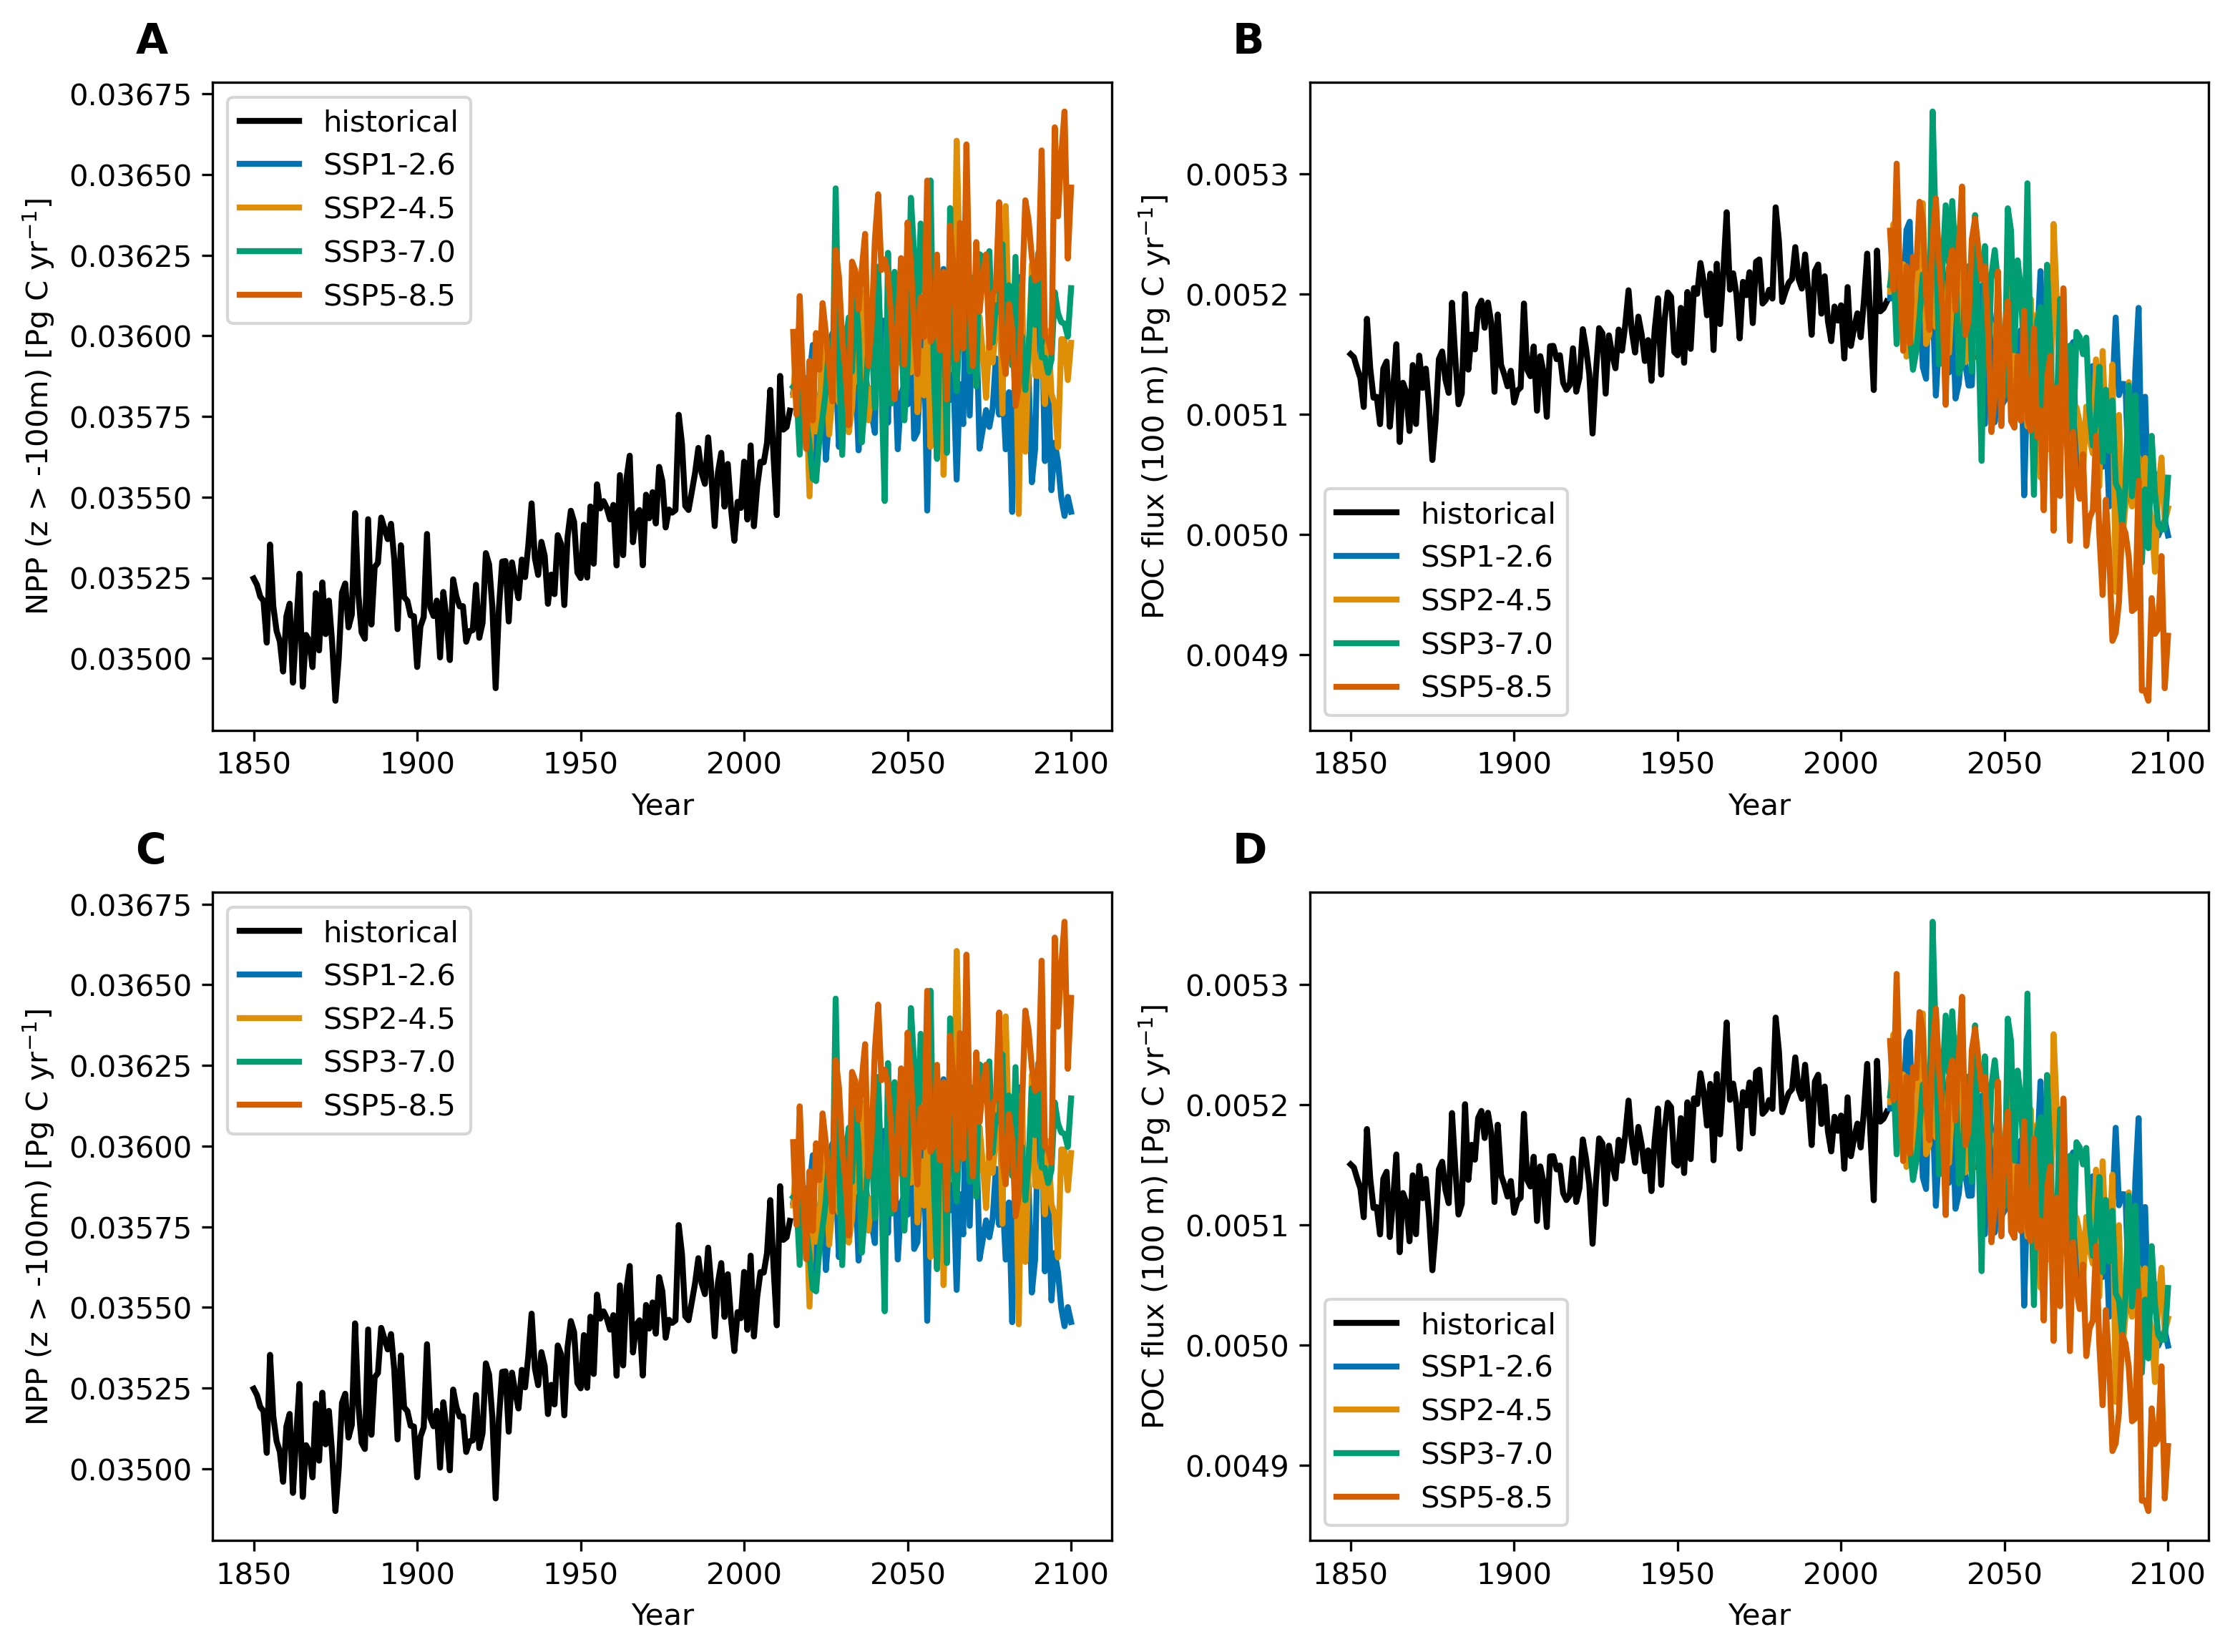 A
NPP (z > -100m) [Pg C yr⁻¹]
0.03675
0.03650
0.03625
0.03600
0.03575
0.03550
0.03525
0.03500
historical
SSP1-2.6
SSP2-4.5
SSP3-7.0
SSP5-8.5
1850 1900 1950 2000 2050 2100
Year
B
POC flux (100 m) [Pg C yr⁻¹]
0.0053
0.0052
0.0051
0.0050
0.0049
historical
SSP1-2.6
SSP2-4.5
SSP3-7.0
SSP5-8.5
1850 1900 1950 2000 2050 2100
Year
C
NPP (z > -100m) [Pg C yr⁻¹]
0.03675
0.03650
0.03625
0.03600
0.03575
0.03550
0.03525
0.03500
historical
SSP1-2.6
SSP2-4.5
SSP3-7.0
SSP5-8.5
1850 1900 1950 2000 2050 2100
Year
D
POC flux (100 m) [Pg C yr⁻¹]
0.0053
0.0052
0.0051
0.0050
0.0049
historical
SSP1-2.6
SSP2-4.5
SSP3-7.0
SSP5-8.5
1850 1900 1950 2000 2050 2100
Year